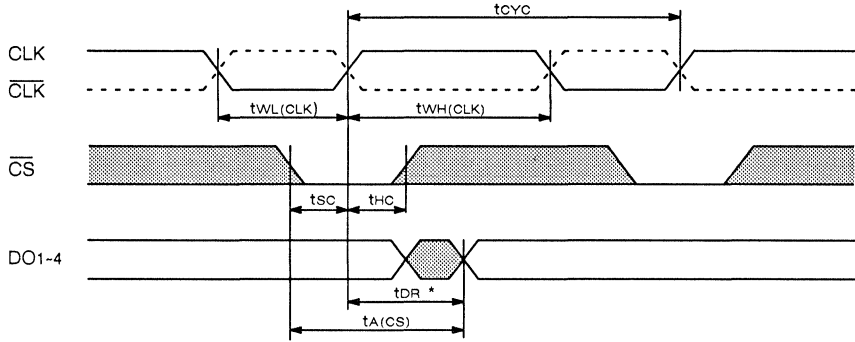 tCYC
CLK
CLK
tWL(CLK)
tWH(CLK)
CS
tSC
tHC
DO1~4
tDR *
tA(CS)